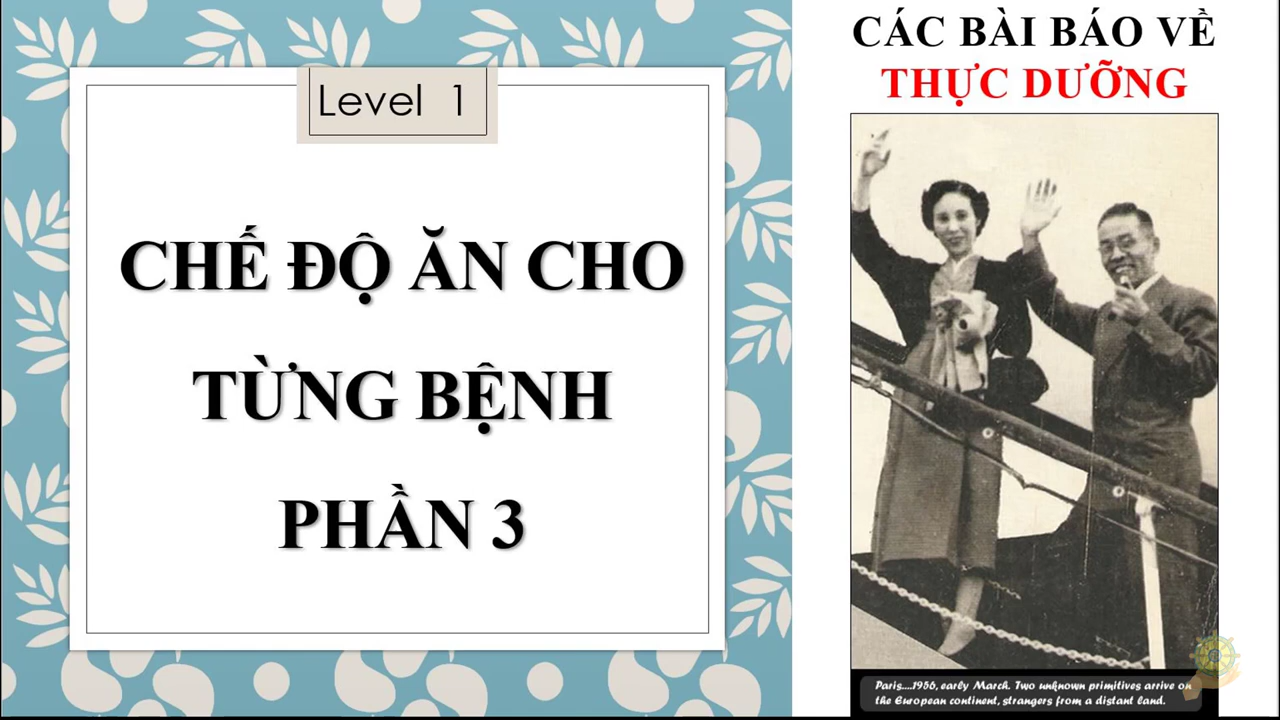 Level 1
CHẾ ĐỘ ĂN CHO
TỪNG BỆNH
PHẦN 3
CÁC BÀI BÁO VỀ
THỰC DƯỠNG
Paris....1956, early March. Two unknown primitives arrive on
the European continent, strangers from a distant land.